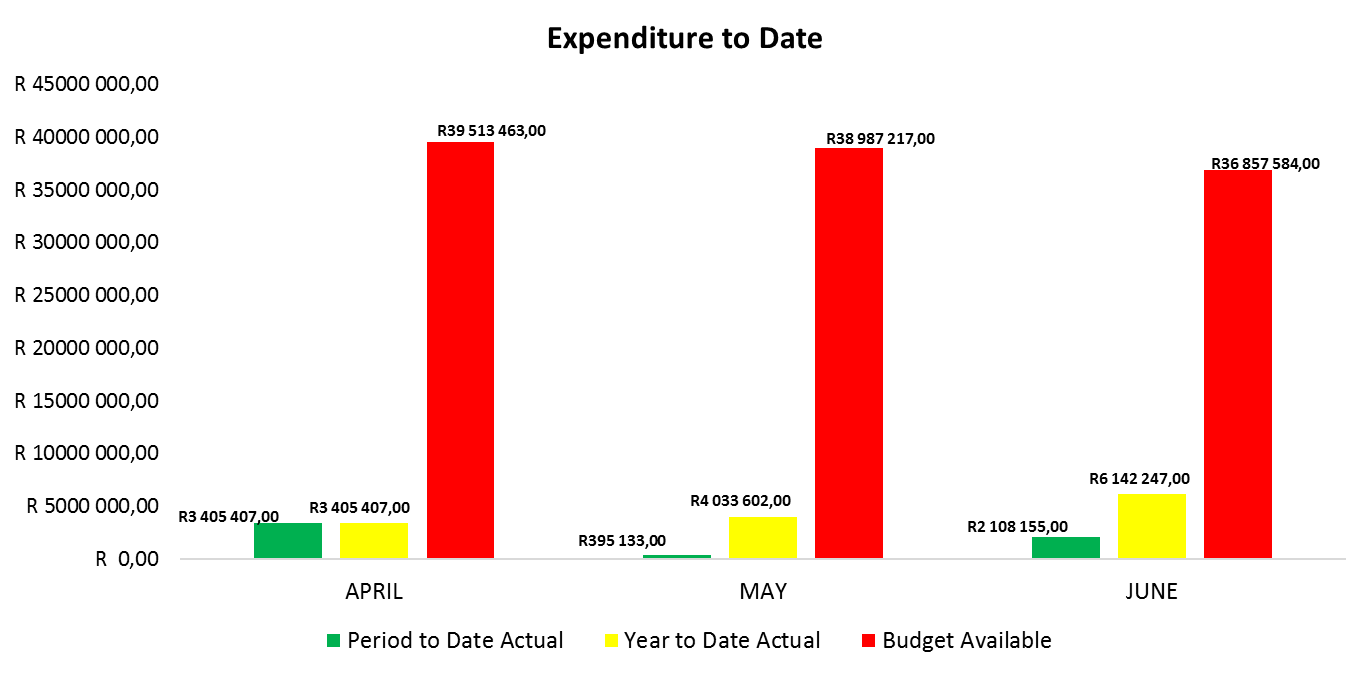 Expenditure to Date
R 45000 000,00
R 40000 000,00
R 35000 000,00
R 30000 000,00
R 25000 000,00
R 20000 000,00
R 15000 000,00
R 10000 000,00
R 5000 000,00
R 0,00
R3 405 407,00
R3 405 407,00
R39 513 463,00
R395 133,00
R4 033 602,00
R38 987 217,00
R2 108 155,00
R6 142 247,00
R36 857 584,00
APRIL
MAY
JUNE
Period to Date Actual
Year to Date Actual
Budget Available